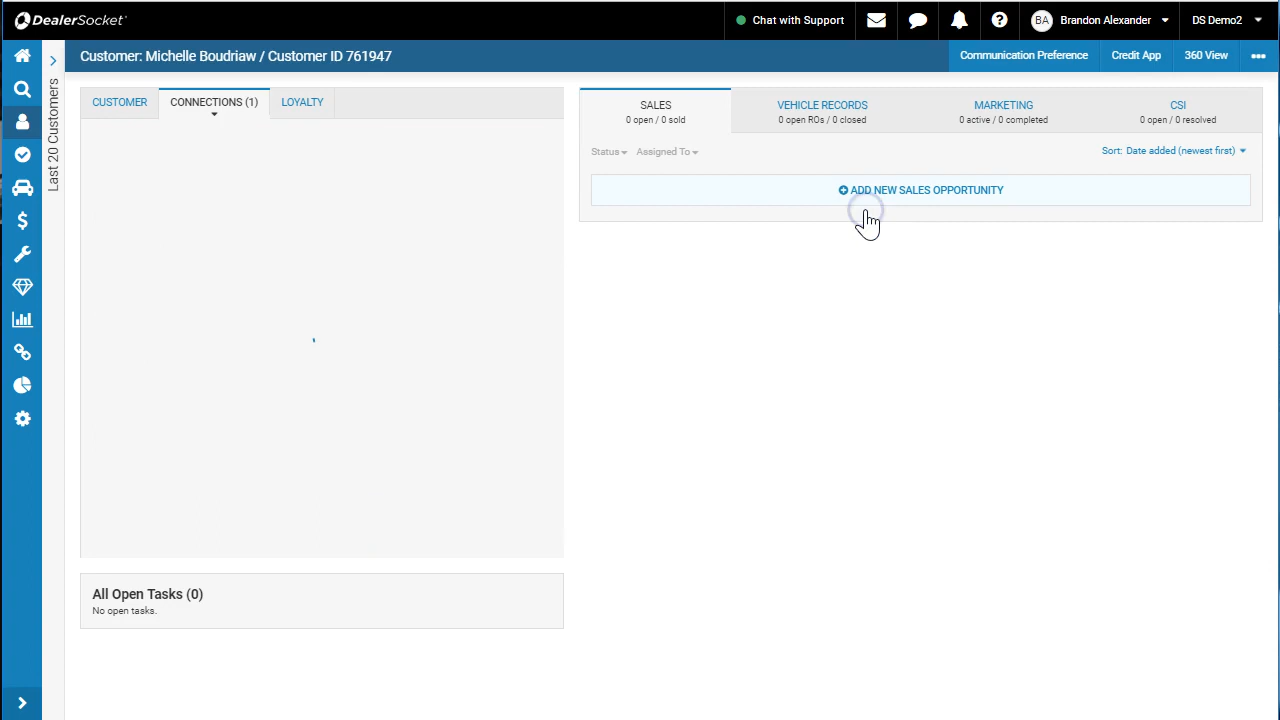 DealerSocket
Chat with Support
BA
Brandon Alexander
DS Demo2
Customer: Michelle Boudriaw / Customer ID 761947
Communication Preference
Credit App
360 View
Last 20 Customers
CUSTOMER
CONNECTIONS (1)
LOYALTY
SALES
0 open / 0 sold
VEHICLE RECORDS
0 open ROs / 0 closed
MARKETING
0 active / 0 completed
CSI
0 open / 0 resolved
Status
Assigned To
Sort: Date added (newest first)
ADD NEW SALES OPPORTUNITY
All Open Tasks (0)
No open tasks.